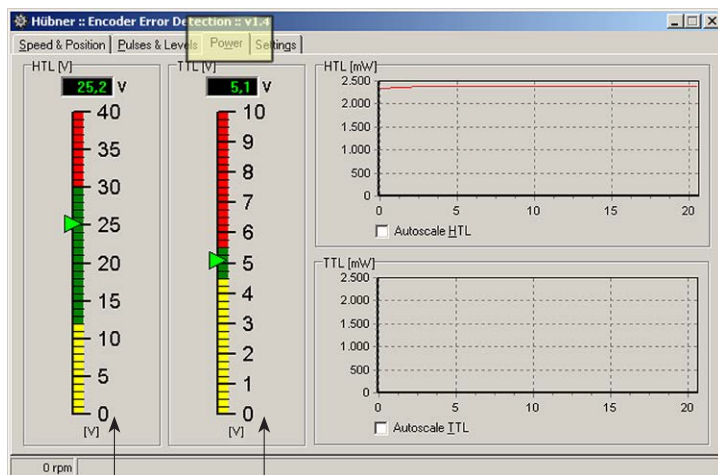 Hübner :: Encoder Error Detection :: v1.4
Speed & Position
Pulses & Levels
Power
Settings
HTL [V]
25,2 V
40
35
30
25
20
15
10
5
0
[V]
TTL [V]
5,1 V
10
9
8
7
6
5
4
3
2
1
0
[V]
HTL [mW]
2.500
2.000
1.500
1.000
500
0
0 5 10 15 20
Autoscale HTL
TTL [mW]
2.500
2.000
1.500
1.000
500
0
0 5 10 15 20
Autoscale TTL
0 rpm